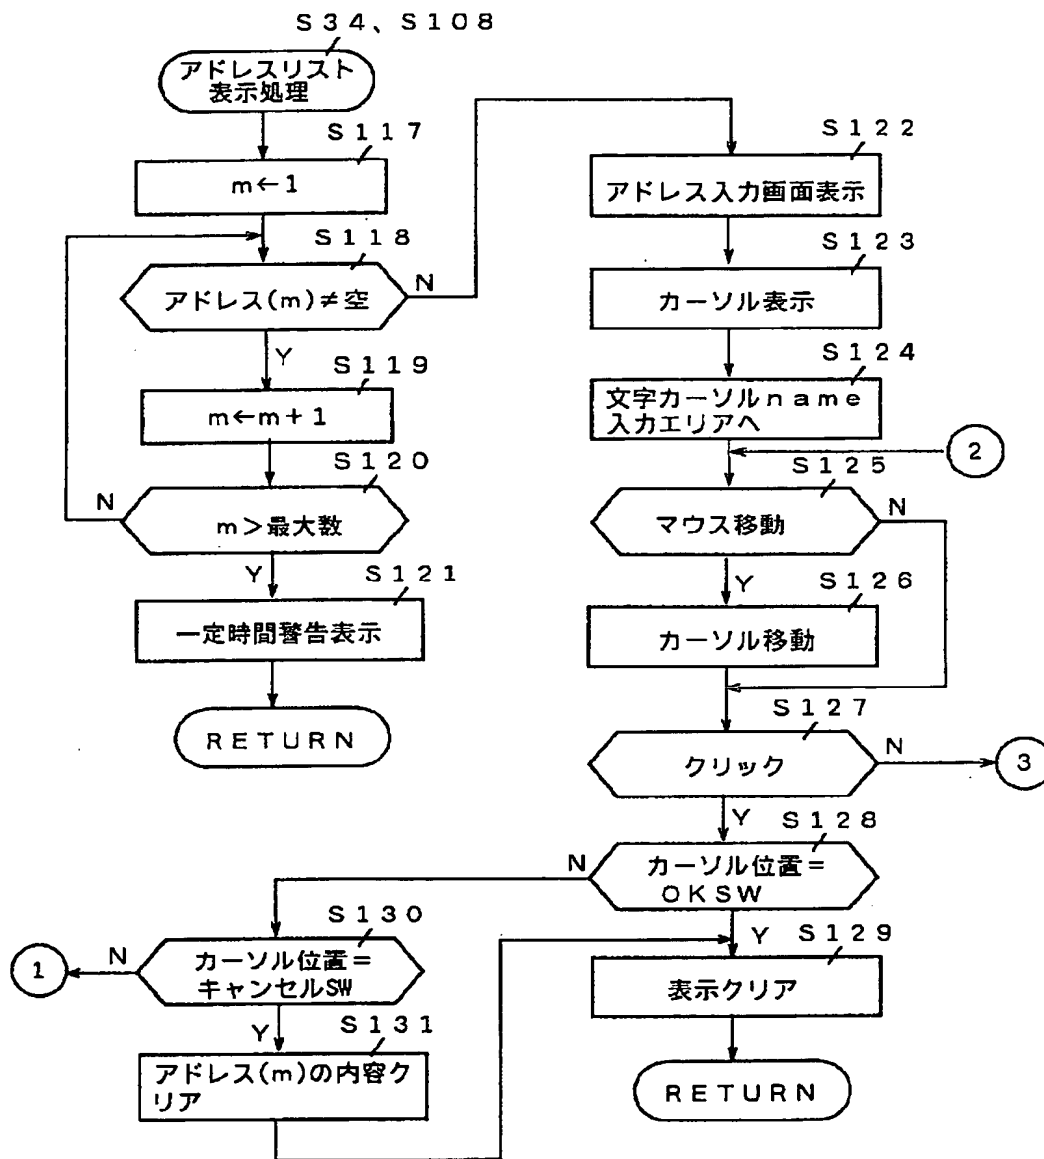 S34、S108
アドレスリスト
表示処理
S117
m←1
S118
アドレス(m)≠空
N
Y
S119
m←m+1
S120
N
m>最大数
Y
S121
一定時間警告表示
RETURN
S122
アドレス入力画面表示
S123
カーソル表示
S124
文字カーソルname
入力エリアへ
2
S125
マウス移動
N
Y
S126
カーソル移動
S127
クリック
N
3
Y
S128
カーソル位置=
OKSW
N
Y
S129
表示クリア
RETURN
S130
カーソル位置=
キャンセルSW
N
1
Y
S131
アドレス(m)の内容ク
リア